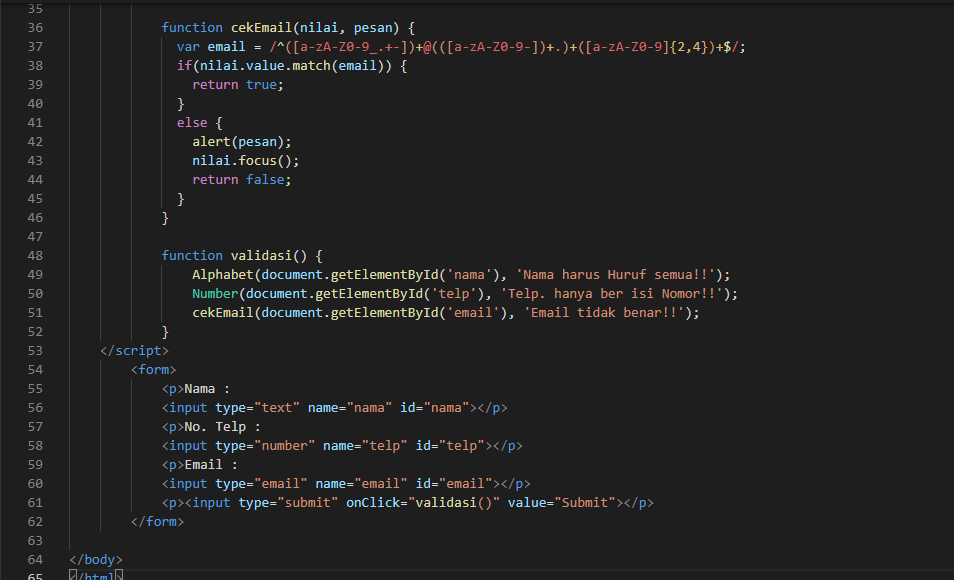 35
36 function cekEmail(nilai, pesan) {
37 var email = /^([a-zA-Z0-9_.+-])+@(([a-zA-Z0-9-])+.)+([a-zA-Z0-9]{2,4})+$/;
38 if(nilai.value.match(email)) {
39 return true;
40 }
41 else {
42 alert(pesan);
43 nilai.focus();
44 return false;
45 }
46 }
47
48 function validasi() {
49 Alphabet(document.getElementById('nama'), 'Nama harus Huruf semua!!');
50 Number(document.getElementById('telp'), 'Telp. hanya ber isi Nomor!!');
51 cekEmail(document.getElementById('email'), 'Email tidak benar!!');
52 }
53 </script>
54 <form>
55 <p>Nama :
56 <input type="text" name="nama" id="nama"></p>
57 <p>No. Telp :
58 <input type="number" name="telp" id="telp"></p>
59 <p>Email :
60 <input type="email" name="email" id="email"></p>
61 <p><input type="submit" onClick="validasi()" value="Submit"></p>
62 </form>
63
64 </body>
65 </html>